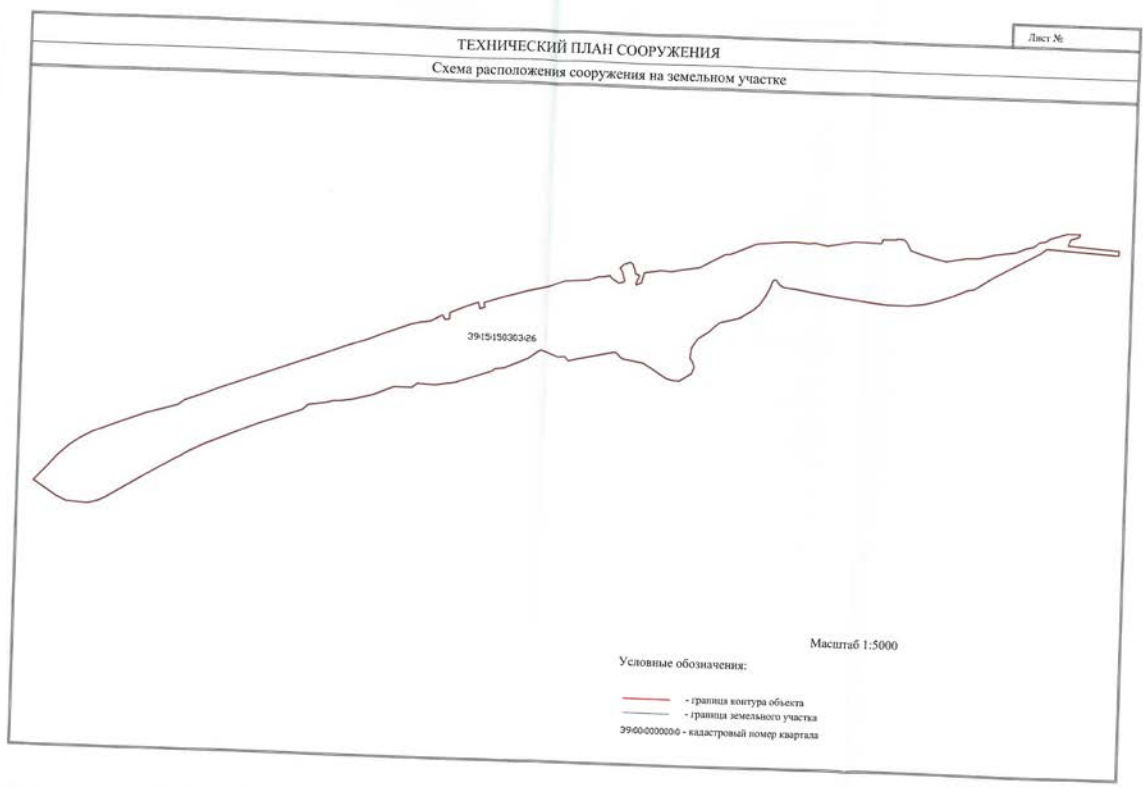 Лист №
ТЕХНИЧЕСКИЙ ПЛАН СООРУЖЕНИЯ
Схема расположения сооружения на земельном участке
39:15:150303:26
Масштаб 1:5000
Условные обозначения:
- граница контура объекта
- граница земельного участка
39:00:000000:0 - кадастровый номер квартала